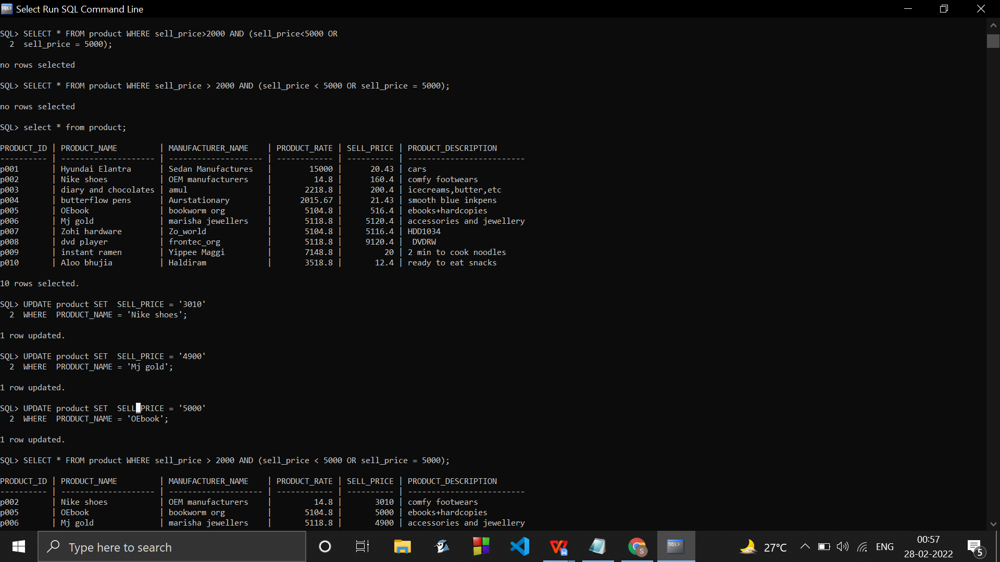 Select Run SQL Command Line
SQL> SELECT * FROM product WHERE sell_price>2000 AND (sell_price<5000 OR
  2  sell_price = 5000);
no rows selected
SQL> SELECT * FROM product WHERE sell_price > 2000 AND (sell_price < 5000 OR sell_price = 5000);
no rows selected
SQL> select * from product;
PRODUCT_ID | PRODUCT_NAME         | MANUFACTURER_NAME    | PRODUCT_RATE | SELL_PRICE | PRODUCT_DESCRIPTION
---------- | -------------------- | -------------------- | ------------ | ---------- | -------------------------
p001       | Hyundai Elantra      | Sedan Manufactures   |        15000 |      20.43 | cars
p002       | Nike shoes           | OEM manufacturers    |         14.8 |      160.4 | comfy footwears
p003       | diary and chocolates | amul                 |       2218.8 |      200.4 | icecreams,butter,etc
p004       | butterflow pens      | Aurstationary        |      2015.67 |      21.43 | smooth blue inkpens
p005       | OEbook               | bookworm org         |       5104.8 |      516.4 | ebooks+hardcopies
p006       | Mj gold              | marisha jewellers    |       5118.8 |     5120.4 | accessories and jewellery
p007       | Zohi hardware        | Zo_world             |       5104.8 |     5116.4 | HDD1034
p008       | dvd player           | frontec_org          |       5118.8 |     9120.4 |  DVDRW
p009       | instant ramen        | Yippee Maggi         |       7148.8 |         20 | 2 min to cook noodles
p010       | Aloo bhujia          | Haldiram             |       3518.8 |       12.4 | ready to eat snacks
10 rows selected.
SQL> UPDATE product SET  SELL_PRICE = '3010'
  2  WHERE  PRODUCT_NAME = 'Nike shoes';
1 row updated.
SQL> UPDATE product SET  SELL_PRICE = '4900'
  2  WHERE  PRODUCT_NAME = 'Mj gold';
1 row updated.
SQL> UPDATE product SET  SELL_PRICE = '5000'
  2  WHERE  PRODUCT_NAME = 'OEbook';
1 row updated.
SQL> SELECT * FROM product WHERE sell_price > 2000 AND (sell_price < 5000 OR sell_price = 5000);
PRODUCT_ID | PRODUCT_NAME         | MANUFACTURER_NAME    | PRODUCT_RATE | SELL_PRICE | PRODUCT_DESCRIPTION
---------- | -------------------- | -------------------- | ------------ | ---------- | -------------------------
p002       | Nike shoes           | OEM manufacturers    |         14.8 |       3010 | comfy footwears
p005       | OEbook               | bookworm org         |       5104.8 |       5000 | ebooks+hardcopies
p006       | Mj gold              | marisha jewellers    |       5118.8 |       4900 | accessories and jewellery
Type here to search
27°C
ENG
00:57
28-02-2022
5